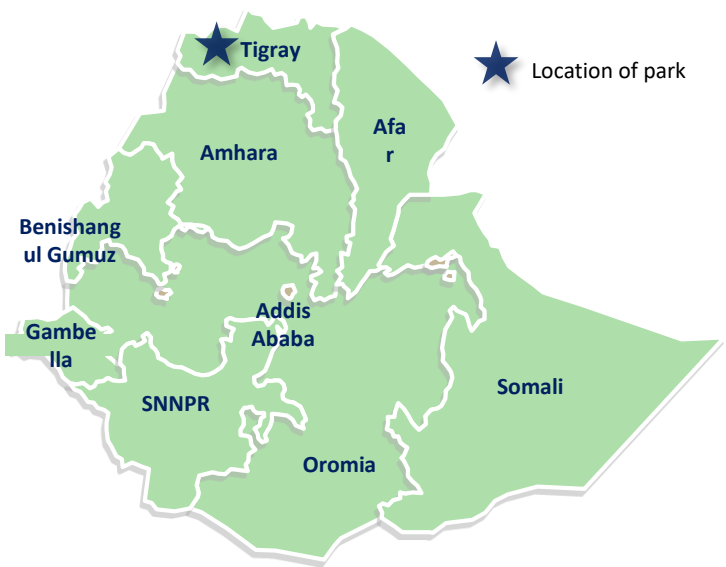 Tigray
Location of park
Afa
r
Amhara
Benishang
ul Gumuz
Addis
Ababa
Gambe
lla
Somali
SNNPR
Oromia